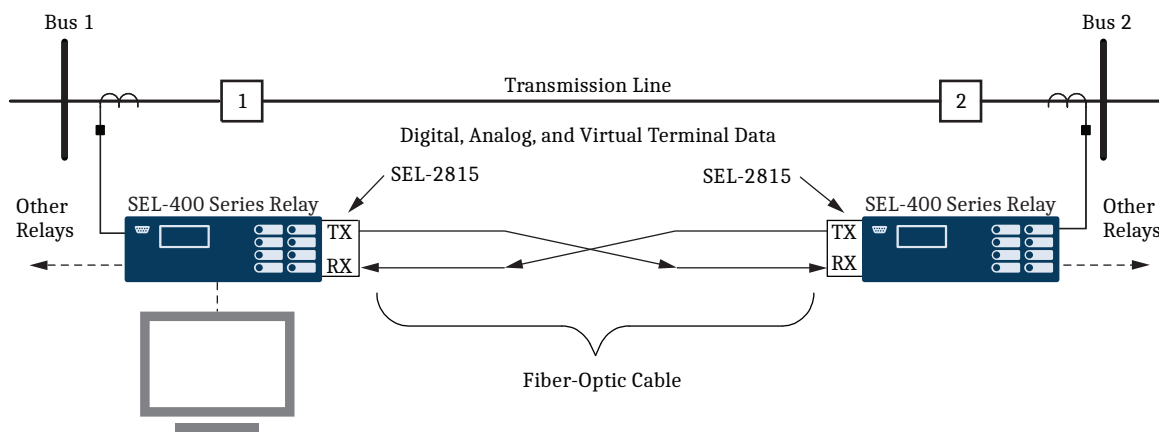 Bus 1
Bus 2
Transmission Line
1
2
Digital, Analog, and Virtual Terminal Data
SEL-2815
SEL-2815
Other
Relays
SEL-400 Series Relay
SEL-400 Series Relay
Other
Relays
TX
TX
RX
RX
Fiber-Optic Cable